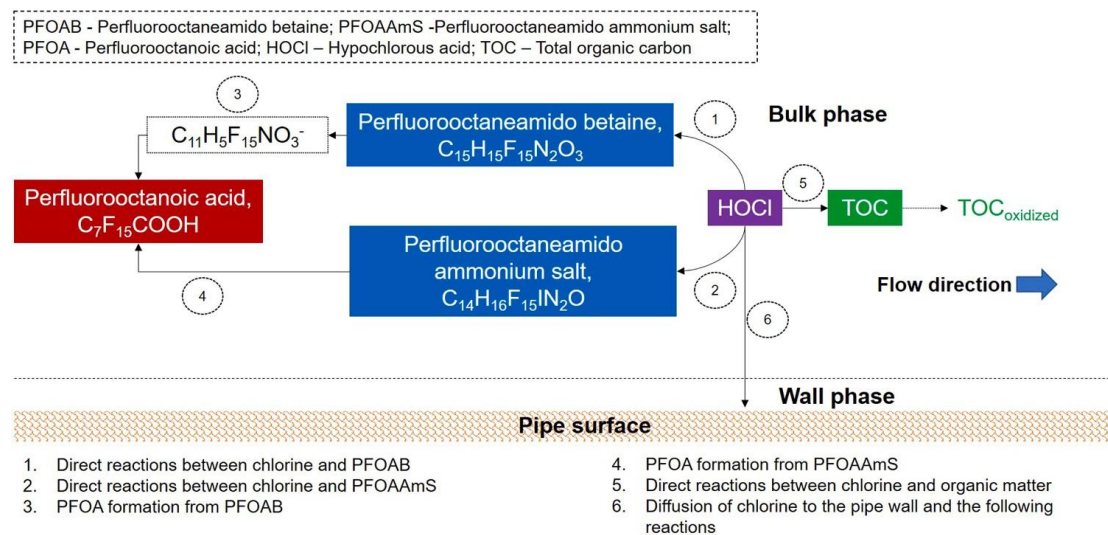 PFOAB - Perfluorooctaneamido betaine; PFOAAmS -Perfluorooctaneamido ammonium salt;
PFOA - Perfluorooctanoic acid; HOCl – Hypochlorous acid; TOC – Total organic carbon
3
C₁₁H₅F₁₅NO₃⁻
Perfluorooctaneamido betaine,
C₁₅H₁₅F₁₅N₂O₃
1
Bulk phase
Perfluorooctanoic acid,
C₇F₁₅COOH
HOCl
5
TOC
TOCoxidized
Perfluorooctaneamido
ammonium salt,
C₁₄H₁₆F₁₅IN₂O
4
2
Flow direction
6
Wall phase
Pipe surface
1. Direct reactions between chlorine and PFOAB
2. Direct reactions between chlorine and PFOAAmS
3. PFOA formation from PFOAB
4. PFOA formation from PFOAAmS
5. Direct reactions between chlorine and organic matter
6. Diffusion of chlorine to the pipe wall and the following
reactions